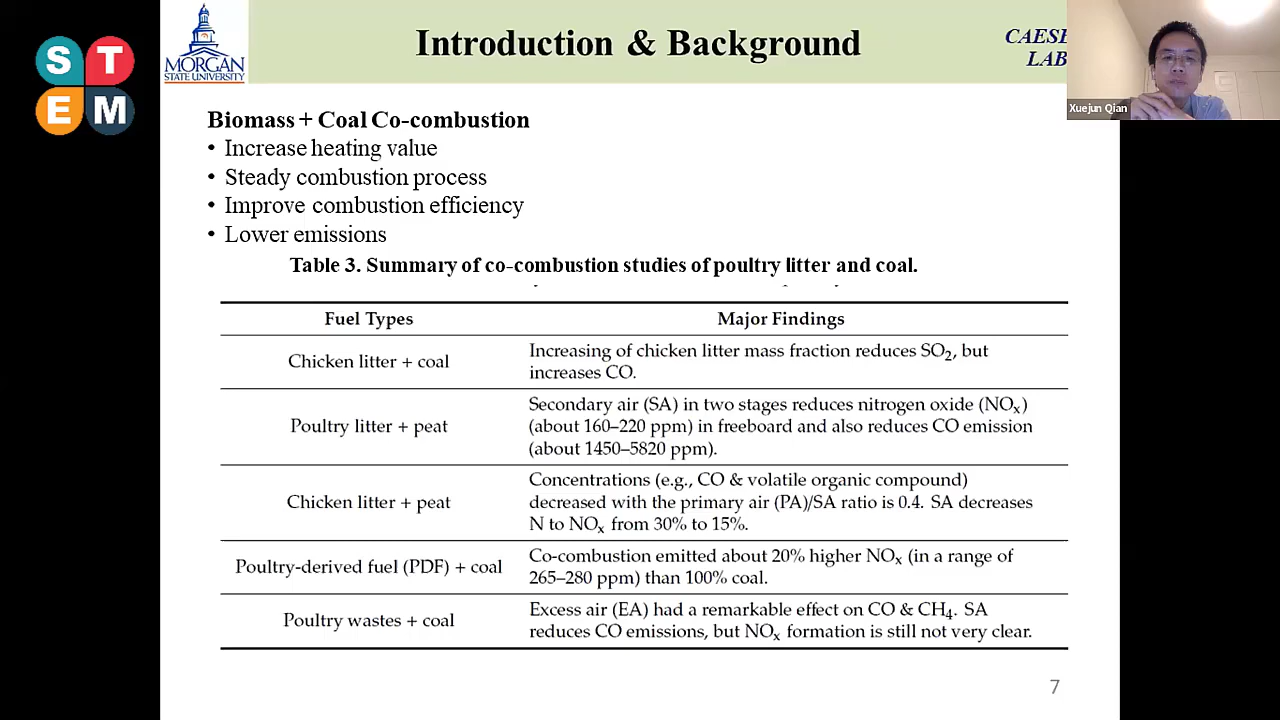 S T
E M
MORGAN
STATE UNIVERSITY
Introduction & Background
CAESE
LAB
Xuejun Qian
Biomass + Coal Co-combustion
• Increase heating value
• Steady combustion process
• Improve combustion efficiency
• Lower emissions
Table 3. Summary of co-combustion studies of poultry litter and coal.
Fuel Types
Major Findings
Chicken litter + coal
Increasing of chicken litter mass fraction reduces SO₂, but
increases CO.
Poultry litter + peat
Secondary air (SA) in two stages reduces nitrogen oxide (NOₓ)
(about 160–220 ppm) in freeboard and also reduces CO emission
(about 1450–5820 ppm).
Chicken litter + peat
Concentrations (e.g., CO & volatile organic compound)
decreased with the primary air (PA)/SA ratio is 0.4. SA decreases
N to NOₓ from 30% to 15%.
Poultry-derived fuel (PDF) + coal
Co-combustion emitted about 20% higher NOₓ (in a range of
265–280 ppm) than 100% coal.
Poultry wastes + coal
Excess air (EA) had a remarkable effect on CO & CH₄. SA
reduces CO emissions, but NOₓ formation is still not very clear.
7